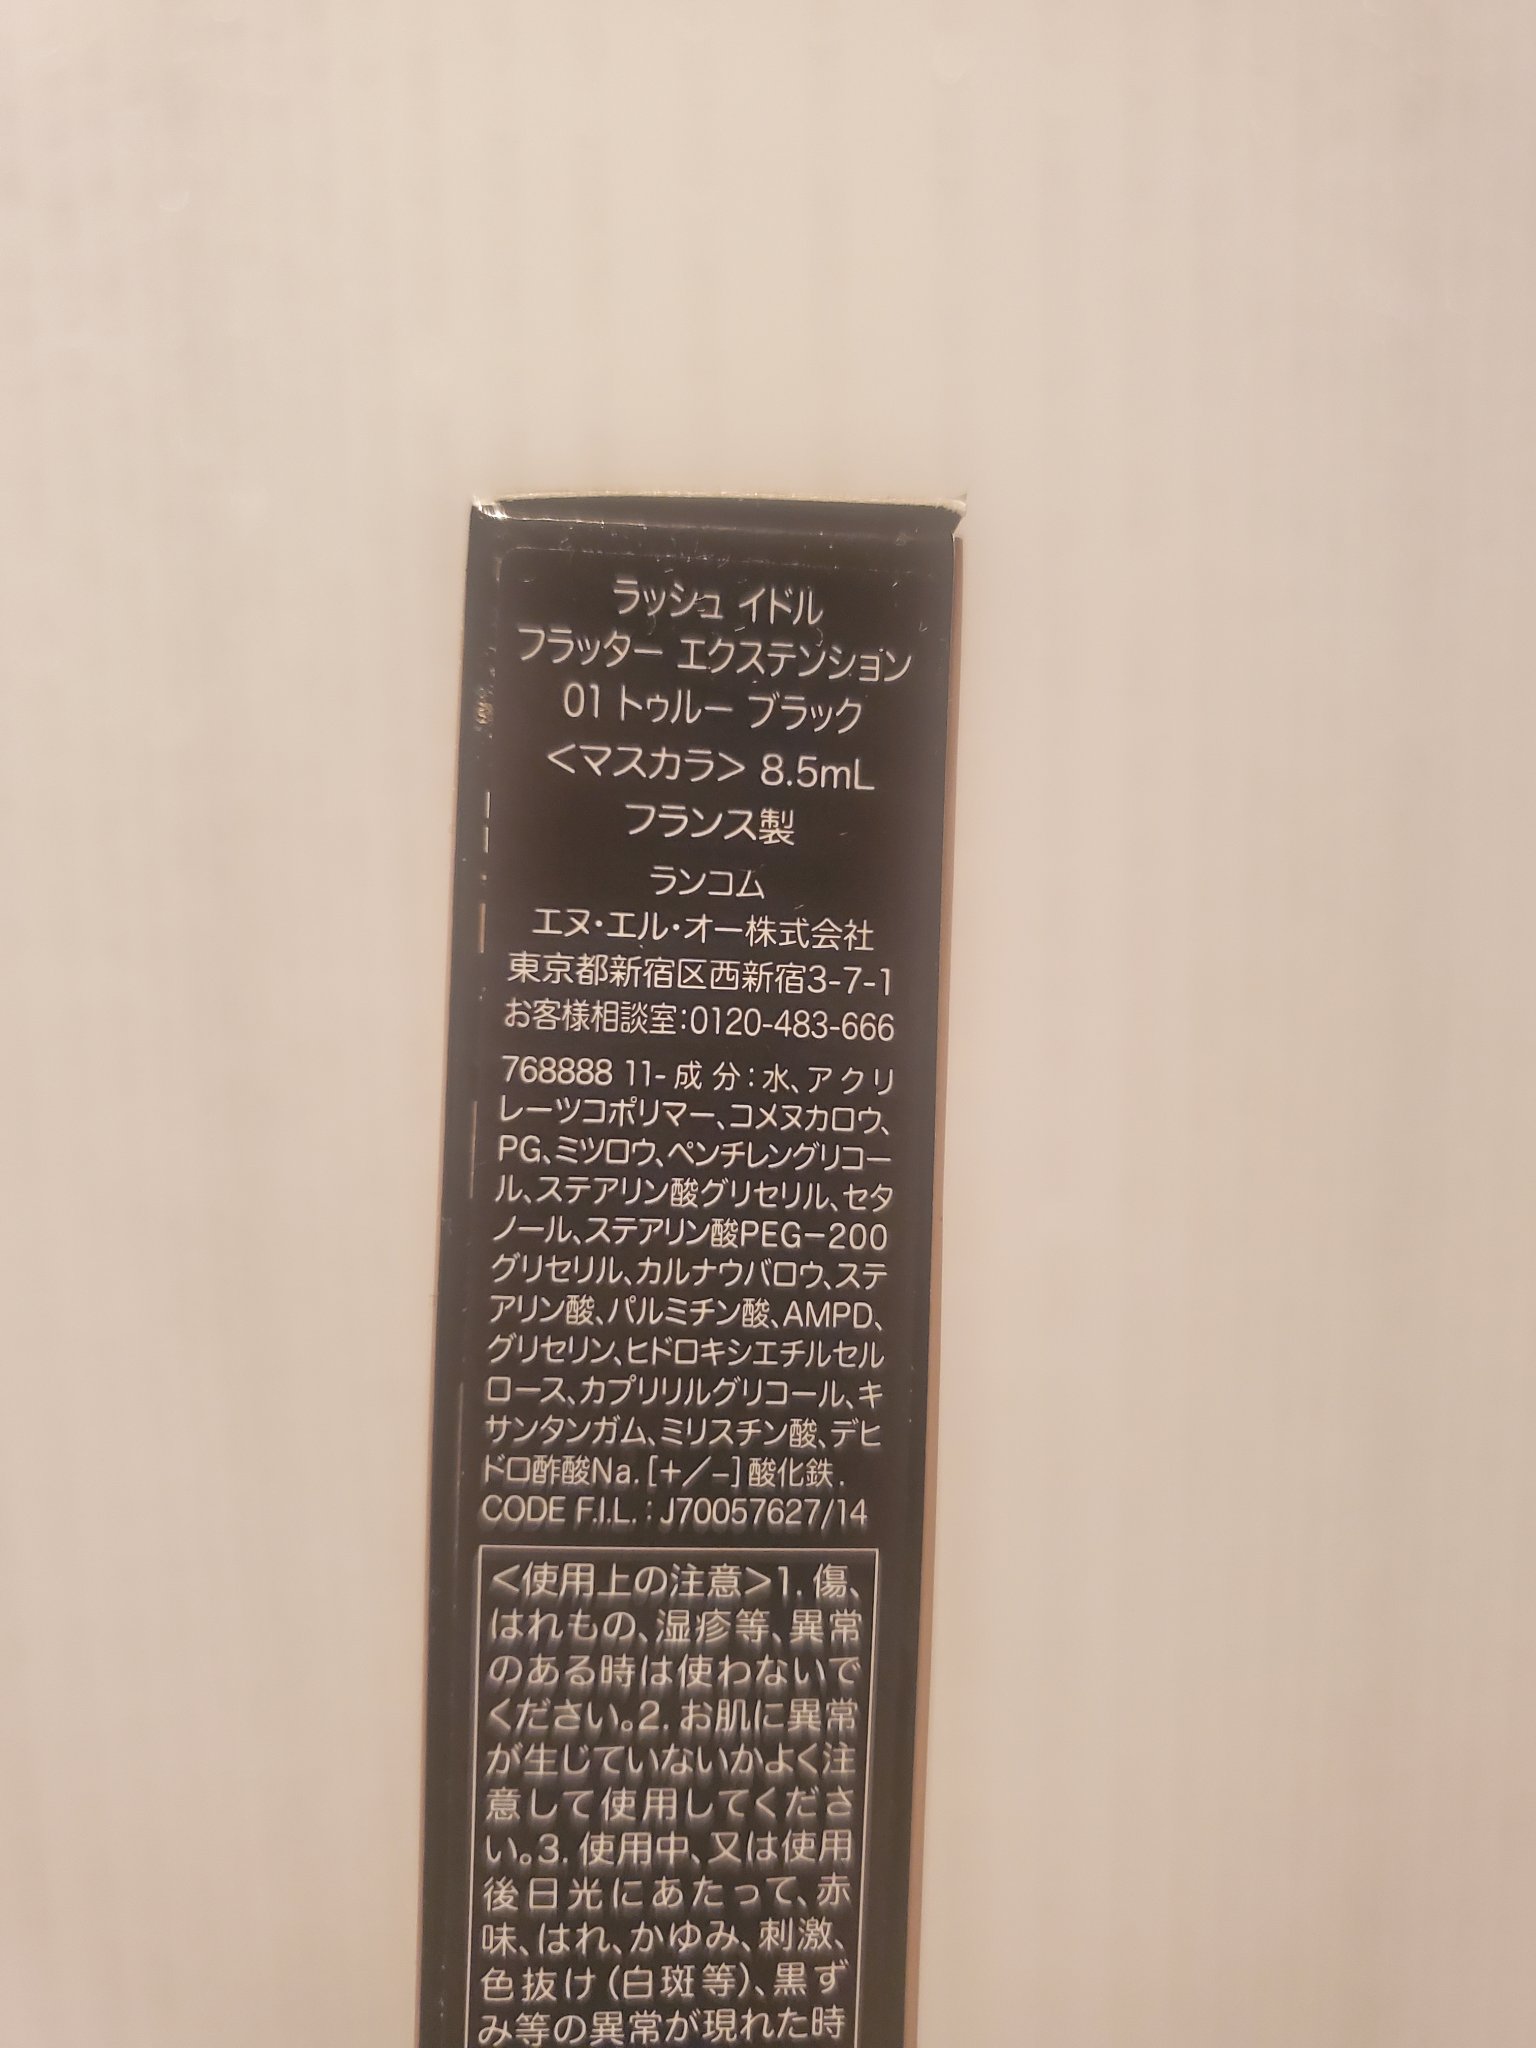 ラッシュ イドル
フラッター エクステンション
01 トゥルー ブラック
<マスカラ> 8.5mL
フランス製
ランコム
エヌ・エル・オー株式会社
東京都新宿区西新宿3-7-1
お客様相談室:0120-483-666
768888 11- 成分:水、アクリ
レーツコポリマー、コメヌカロウ、
PG、ミツロウ、ペンチレングリコー
ル、ステアリン酸グリセリル、セタ
ノール、ステアリン酸PEG-200
グリセリル、カルナウバロウ、ステ
アリン酸、パルミチン酸、AMPD、
グリセリン、ヒドロキシエチルセル
ロース、カプリリルグリコール、キ
サンタンガム、ミリスチン酸、デヒ
ドロ酢酸Na. [+/-] 酸化鉄.
CODE F.I.L. : J70057627/14
<使用上の注意>1. 傷、
はれもの、湿疹等、異常
のある時は使わないで
ください。2. お肌に異常
が生じていないかよく注
意して使用してくださ
い。3. 使用中、又は使用
後日光にあたって、赤
味、はれ、かゆみ、刺激、
色抜け(白斑等)、黒ず
み等の異常が現れた時